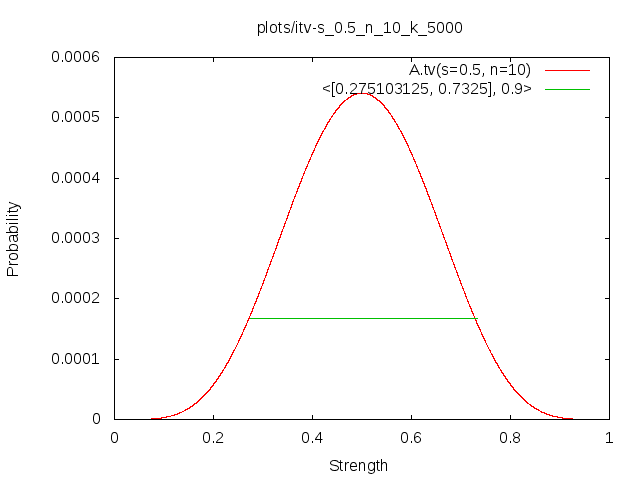 plots/itv-s_0.5_n_10_k_5000
0.0006
A.tv(s=0.5, n=10)
<[0.275103125, 0.7325], 0.9>
0.0005
0.0004
0.0003
0.0002
0.0001
0
Probability
0 0.2 0.4 0.6 0.8 1
Strength